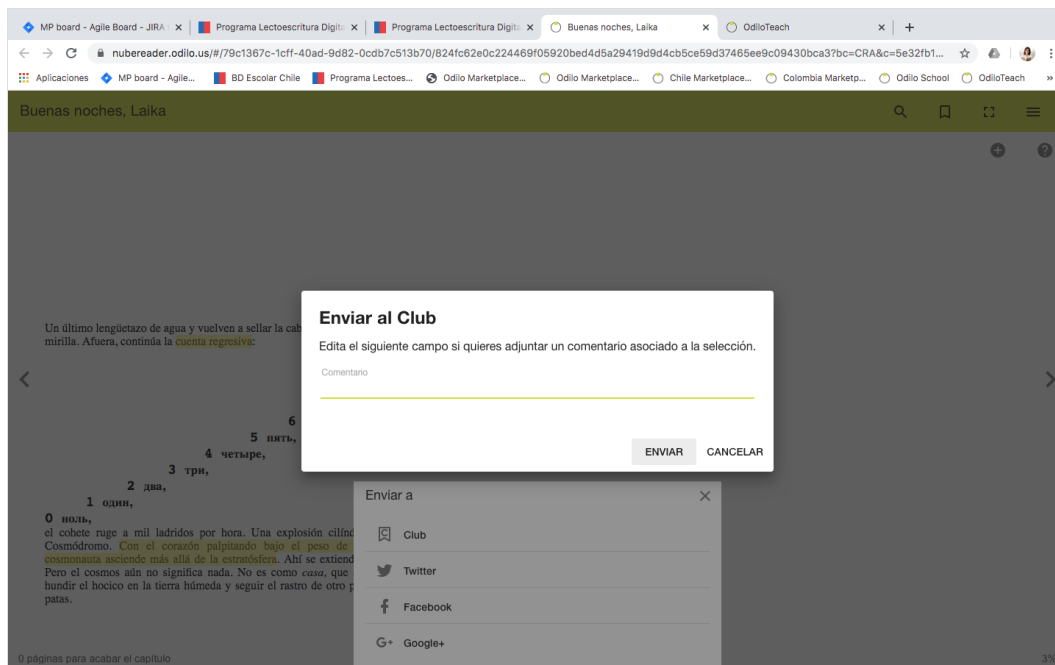 MP board - Agile Board - JIRA
Programa Lectoescritura Digita
Programa Lectoescritura Digita
Buenas noches, Laika
OdiloTeach
nubereader.odilo.us/#/79c1367c-1cff-40ad-9d82-0cdb7c513b70/824fc62e0c224469f05920bed4d5a29419d9d4cb5ce59d37465ee9c09430bca3?bc=CRA&c=5e32fb1...
Aplicaciones
MP board - Agile...
BD Escolar Chile
Programa Lectoes...
Odilo Marketplace...
Odilo Marketplace...
Chile Marketplace...
Colombia Marketp...
Odilo School
OdiloTeach
»
Buenas noches, Laika
Un último lengüetazo de agua y vuelven a sellar la cab
mirilla. Afuera, continúa la cuenta regresiva:
6
5 пять,
4 четыре,
3 три,
2 два,
1 один,
0 ноль,
el cohete ruge a mil ladridos por hora. Una explosión cilínd
Cosmódromo. Con el corazón palpitando bajo el peso de
cosmonauta asciende más allá de la estratósfera. Ahí se extiend
Pero el cosmos aún no significa nada. No es como casa, que
hundir el hocico en la tierra húmeda y seguir el rastro de otro p
patas.
Enviar al Club
Edita el siguiente campo si quieres adjuntar un comentario asociado a la selección.
Comentario
ENVIAR
CANCELAR
Enviar a
Club
Twitter
Facebook
G+ Google+
0 páginas para acabar el capítulo
3%